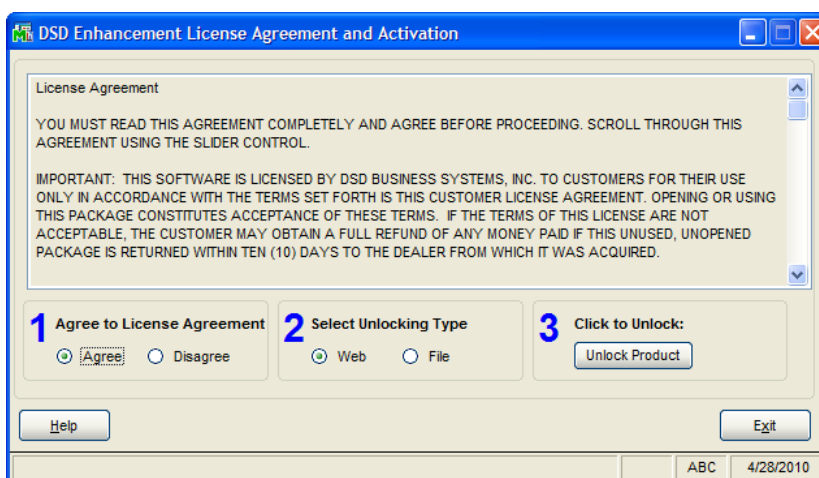 DSD Enhancement License Agreement and Activation
License Agreement
YOU MUST READ THIS AGREEMENT COMPLETELY AND AGREE BEFORE PROCEEDING. SCROLL THROUGH THIS
AGREEMENT USING THE SLIDER CONTROL.
IMPORTANT: THIS SOFTWARE IS LICENSED BY DSD BUSINESS SYSTEMS, INC. TO CUSTOMERS FOR THEIR USE
ONLY IN ACCORDANCE WITH THE TERMS SET FORTH IS THIS CUSTOMER LICENSE AGREEMENT. OPENING OR USING
THIS PACKAGE CONSTITUTES ACCEPTANCE OF THESE TERMS. IF THE TERMS OF THIS LICENSE ARE NOT
ACCEPTABLE, THE CUSTOMER MAY OBTAIN A FULL REFUND OF ANY MONEY PAID IF THIS UNUSED, UNOPENED
PACKAGE IS RETURNED WITHIN TEN (10) DAYS TO THE DEALER FROM WHICH IT WAS ACQUIRED.
1 Agree to License Agreement
Agree Disagree
2 Select Unlocking Type
Web File
3 Click to Unlock:
Unlock Product
Help Exit
ABC 4/28/2010